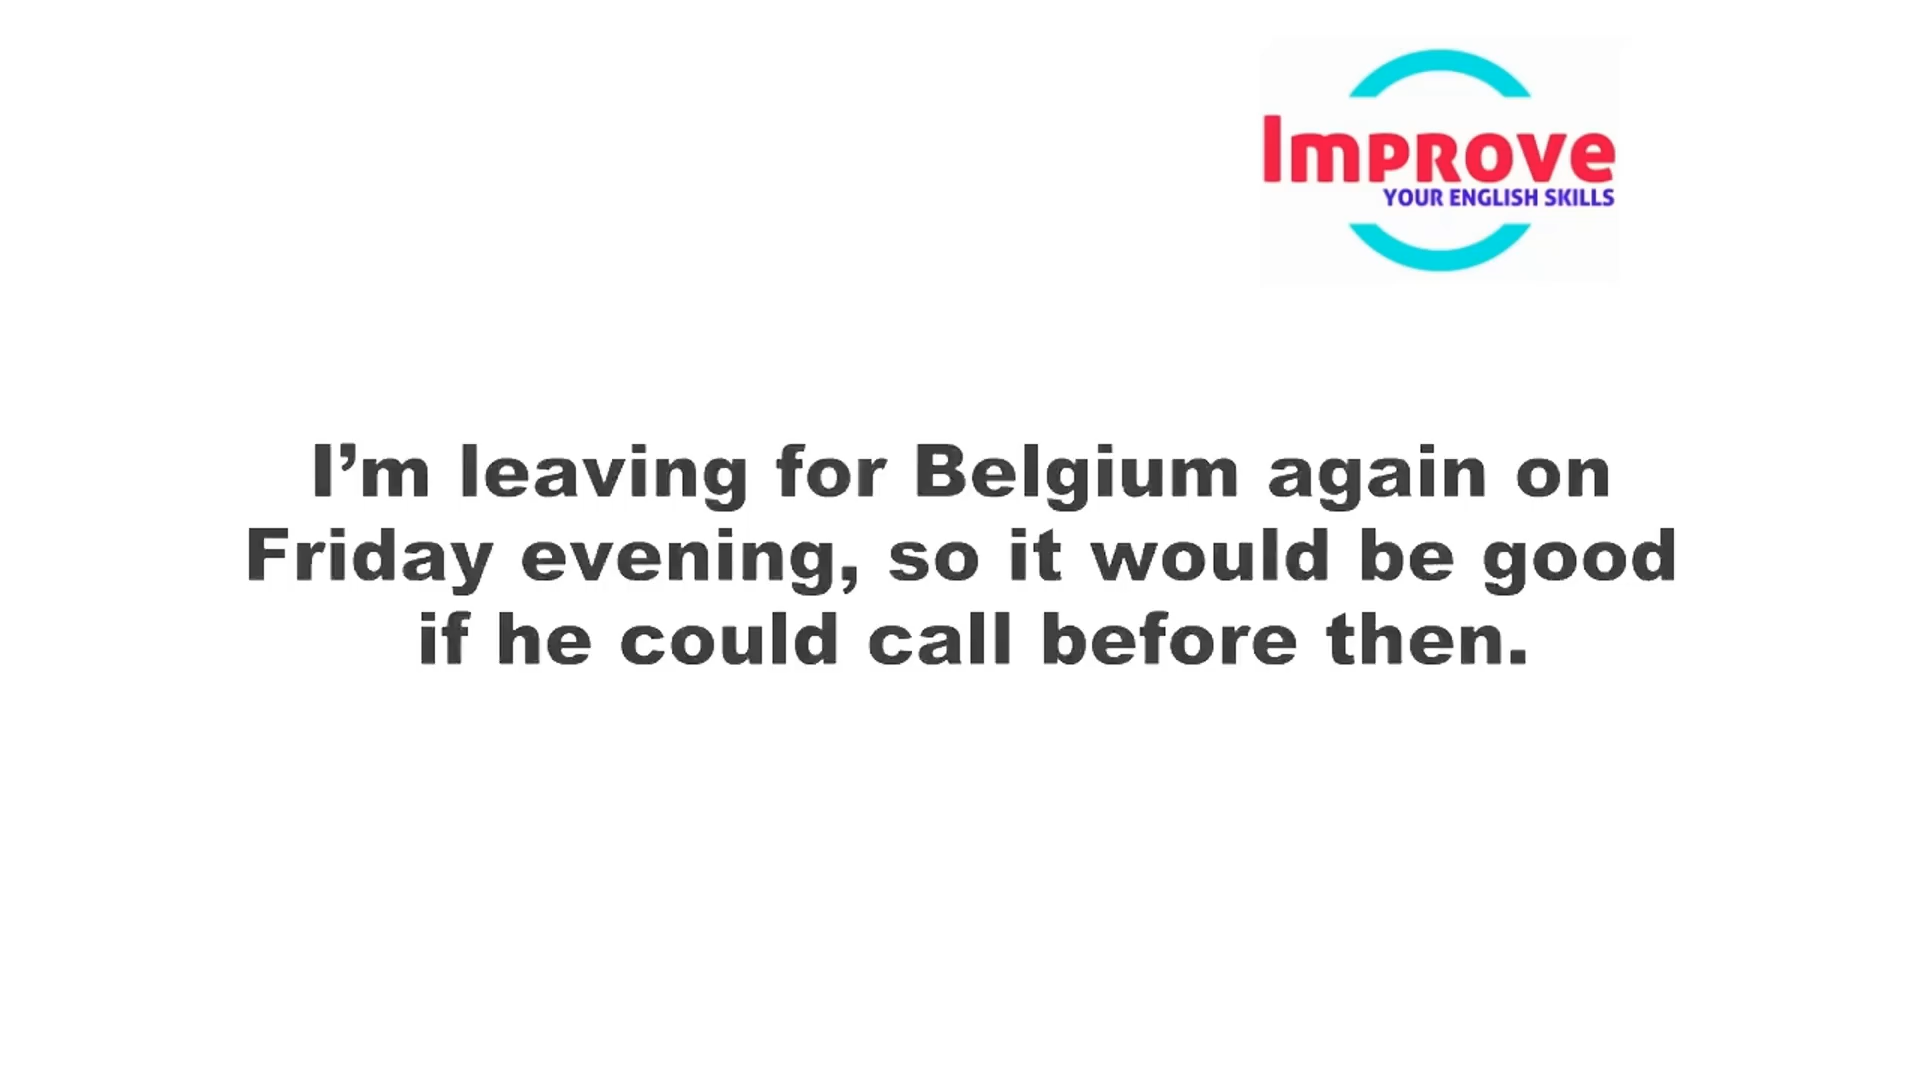 Improve
YOUR ENGLISH SKILLS
I’m leaving for Belgium again on
Friday evening, so it would be good
if he could call before then.